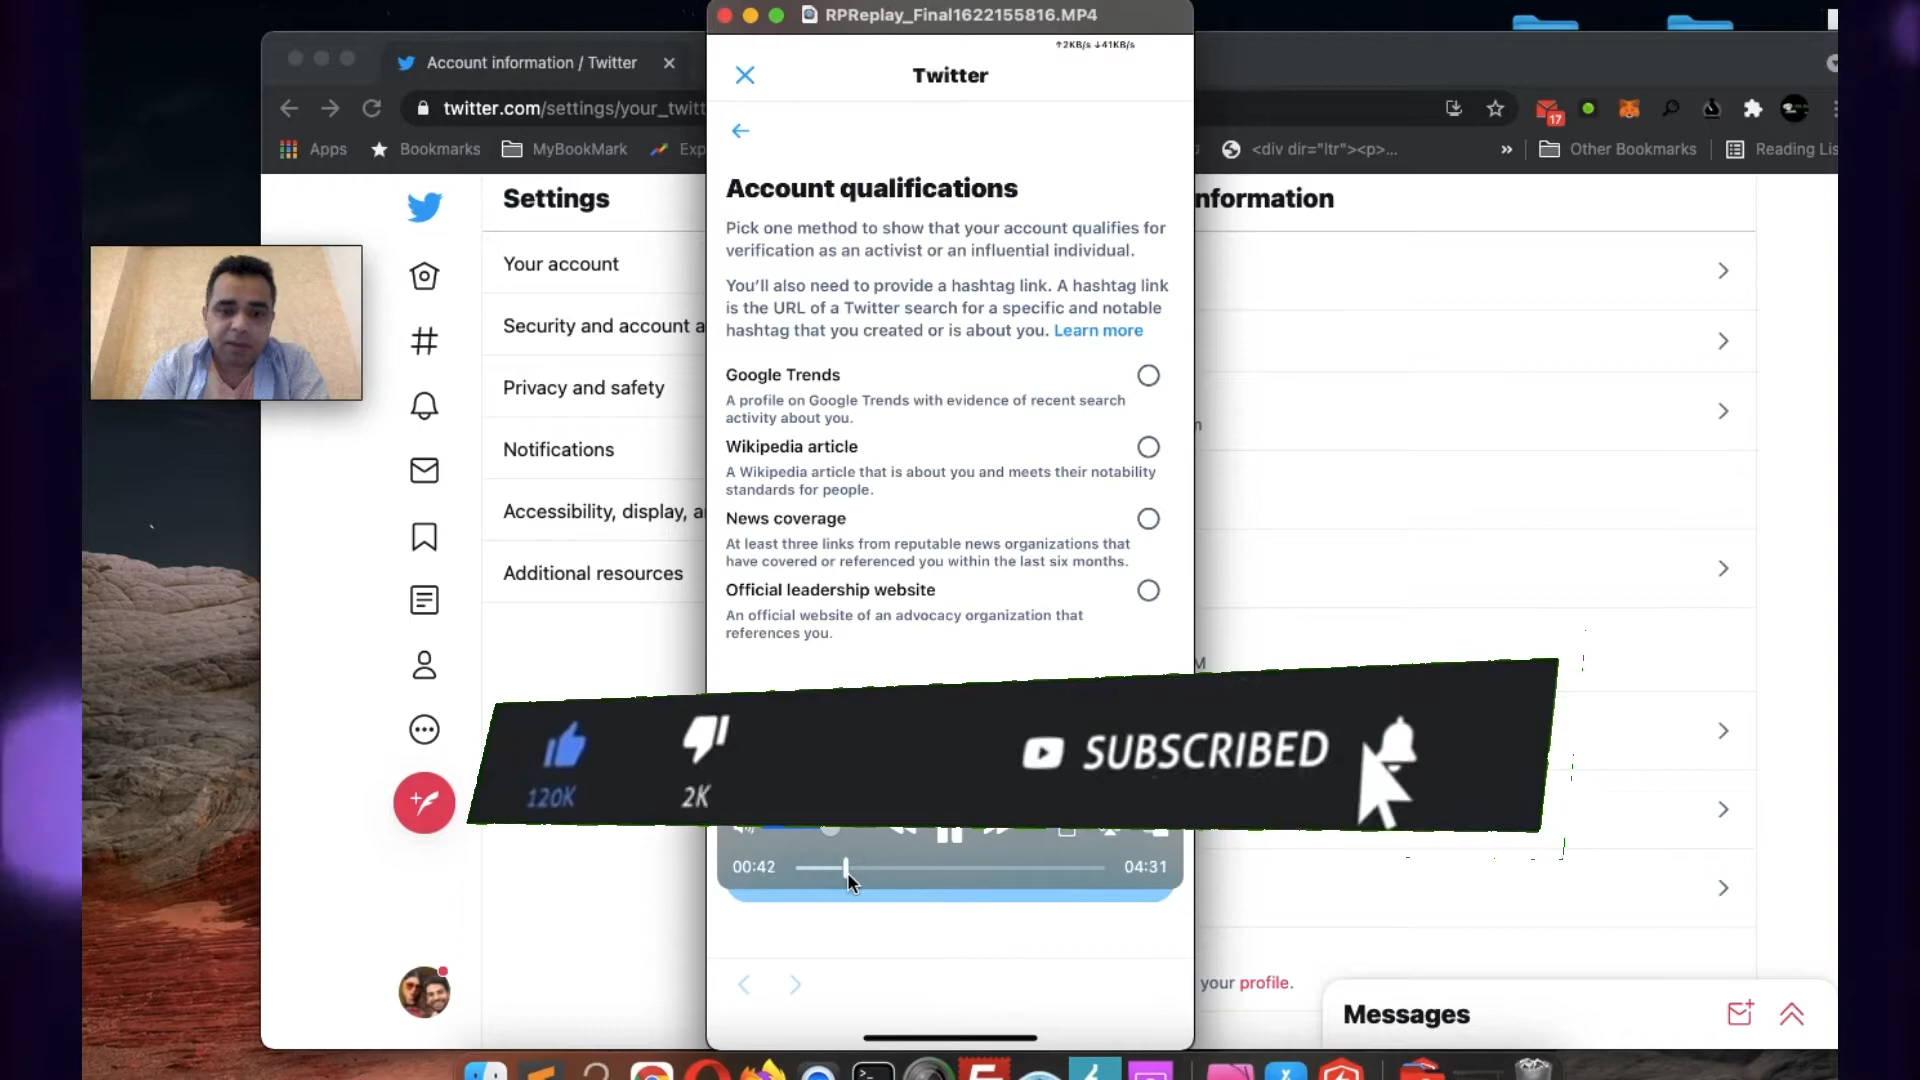 RPReplay_Final1622155816.MP4
↑2KB/s ↓41KB/s
Account information / Twitter
Twitter
twitter.com/settings/your_twitt
17
Apps
Bookmarks
MyBookMark
Exp
<div dir="ltr"><p>...
»
Other Bookmarks
Reading Lis
Settings
nformation
Your account
Security and account a
Privacy and safety
Notifications
Accessibility, display, a
Additional resources
Account qualifications
Pick one method to show that your account qualifies for
verification as an activist or an influential individual.
You'll also need to provide a hashtag link. A hashtag link
is the URL of a Twitter search for a specific and notable
hashtag that you created or is about you. Learn more
Google Trends
A profile on Google Trends with evidence of recent search
activity about you.
Wikipedia article
A Wikipedia article that is about you and meets their notability
standards for people.
News coverage
At least three links from reputable news organizations that
have covered or referenced you within the last six months.
Official leadership website
An official website of an advocacy organization that
references you.
M
120K
2K
SUBSCRIBED
00:42
04:31
your profile.
Messages